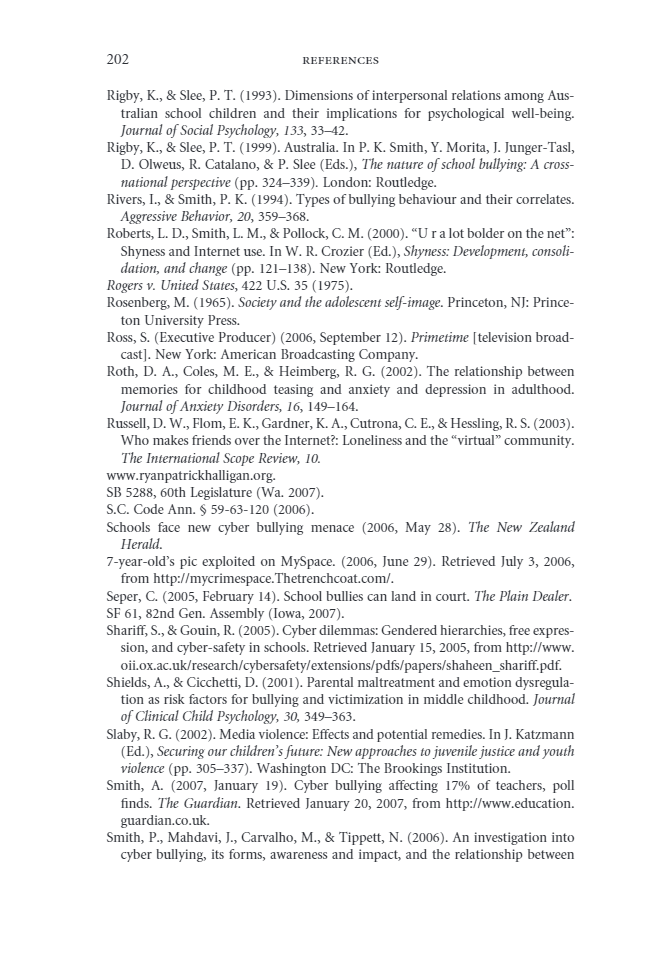 202
REFERENCES
Rigby, K., & Slee, P. T. (1993). Dimensions of interpersonal relations among Aus-
tralian school children and their implications for psychological well-being.
Journal of Social Psychology, 133, 33–42.
Rigby, K., & Slee, P. T. (1999). Australia. In P. K. Smith, Y. Morita, J. Junger-Tasl,
D. Olweus, R. Catalano, & P. Slee (Eds.), The nature of school bullying: A cross-
national perspective (pp. 324–339). London: Routledge.
Rivers, I., & Smith, P. K. (1994). Types of bullying behaviour and their correlates.
Aggressive Behavior, 20, 359–368.
Roberts, L. D., Smith, L. M., & Pollock, C. M. (2000). “U r a lot bolder on the net”:
Shyness and Internet use. In W. R. Crozier (Ed.), Shyness: Development, consoli-
dation, and change (pp. 121–138). New York: Routledge.
Rogers v. United States, 422 U.S. 35 (1975).
Rosenberg, M. (1965). Society and the adolescent self-image. Princeton, NJ: Prince-
ton University Press.
Ross, S. (Executive Producer) (2006, September 12). Primetime [television broad-
cast]. New York: American Broadcasting Company.
Roth, D. A., Coles, M. E., & Heimberg, R. G. (2002). The relationship between
memories for childhood teasing and anxiety and depression in adulthood.
Journal of Anxiety Disorders, 16, 149–164.
Russell, D. W., Flom, E. K., Gardner, K. A., Cutrona, C. E., & Hessling, R. S. (2003).
Who makes friends over the Internet?: Loneliness and the “virtual” community.
The International Scope Review, 10.
www.ryanpatrickhalligan.org.
SB 5288, 60th Legislature (Wa. 2007).
S.C. Code Ann. § 59-63-120 (2006).
Schools face new cyber bullying menace (2006, May 28). The New Zealand
Herald.
7-year-old’s pic exploited on MySpace. (2006, June 29). Retrieved July 3, 2006,
from http://mycrimespace.Thetrenchcoat.com/.
Seper, C. (2005, February 14). School bullies can land in court. The Plain Dealer.
SF 61, 82nd Gen. Assembly (Iowa, 2007).
Shariff, S., & Gouin, R. (2005). Cyber dilemmas: Gendered hierarchies, free expres-
sion, and cyber-safety in schools. Retrieved January 15, 2005, from http://www.
oii.ox.ac.uk/research/cybersafety/extensions/pdfs/papers/shaheen_shariff.pdf.
Shields, A., & Cicchetti, D. (2001). Parental maltreatment and emotion dysregula-
tion as risk factors for bullying and victimization in middle childhood. Journal
of Clinical Child Psychology, 30, 349–363.
Slaby, R. G. (2002). Media violence: Effects and potential remedies. In J. Katzmann
(Ed.), Securing our children’s future: New approaches to juvenile justice and youth
violence (pp. 305–337). Washington DC: The Brookings Institution.
Smith, A. (2007, January 19). Cyber bullying affecting 17% of teachers, poll
finds. The Guardian. Retrieved January 20, 2007, from http://www.education.
guardian.co.uk.
Smith, P., Mahdavi, J., Carvalho, M., & Tippett, N. (2006). An investigation into
cyber bullying, its forms, awareness and impact, and the relationship between